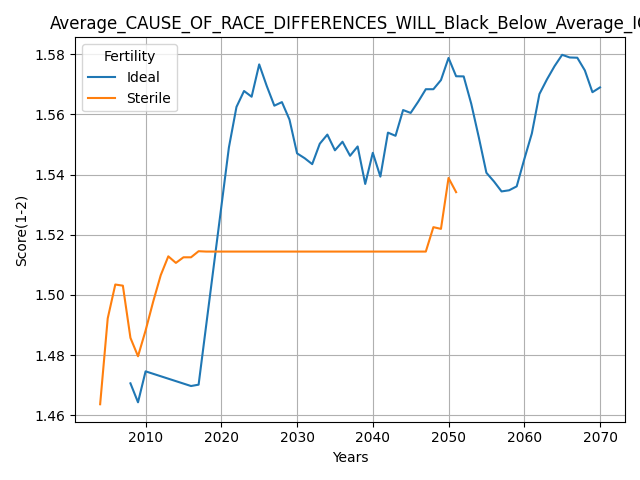 Average_CAUSE_OF_RACE_DIFFERENCES_WILL_Black_Below_Average_IC
Fertility
Ideal
Sterile
Score(1-2)
1.58
1.56
1.54
1.52
1.50
1.48
1.46
2010 2020 2030 2040 2050 2060 2070
Years